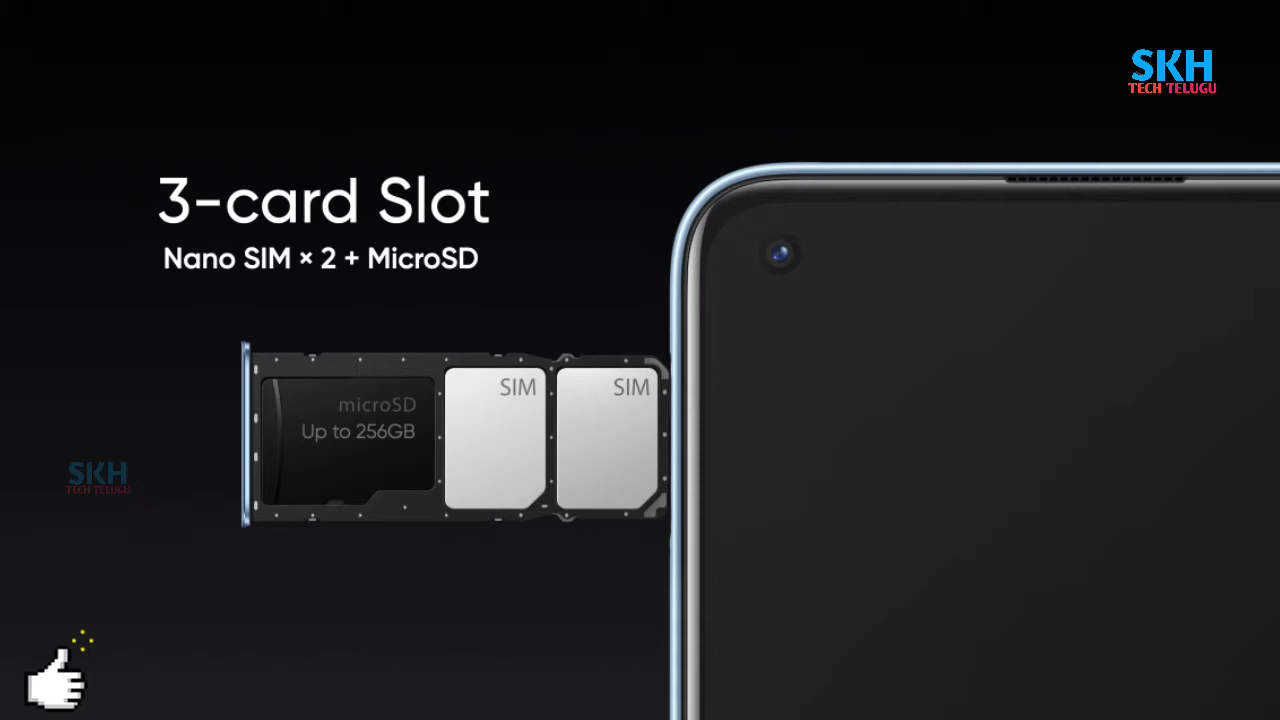 SKH
TECH TELUGU
3-card Slot
Nano SIM × 2 + MicroSD
microSD
Up to 256GB
SIM
SIM
SKH
TECH TELUGU